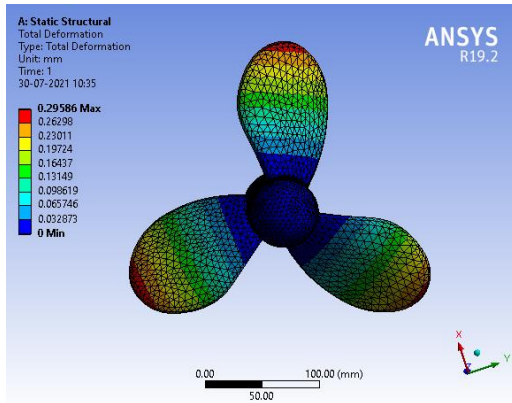 A: Static Structural
Total Deformation
Type: Total Deformation
Unit: mm
Time: 1
30-07-2021 10:35
ANSYS
R19.2
0.29586 Max
0.26298
0.23011
0.19724
0.16437
0.13149
0.098619
0.065746
0.032873
0 Min
0.00
100.00 (mm)
50.00
X
Y
Z